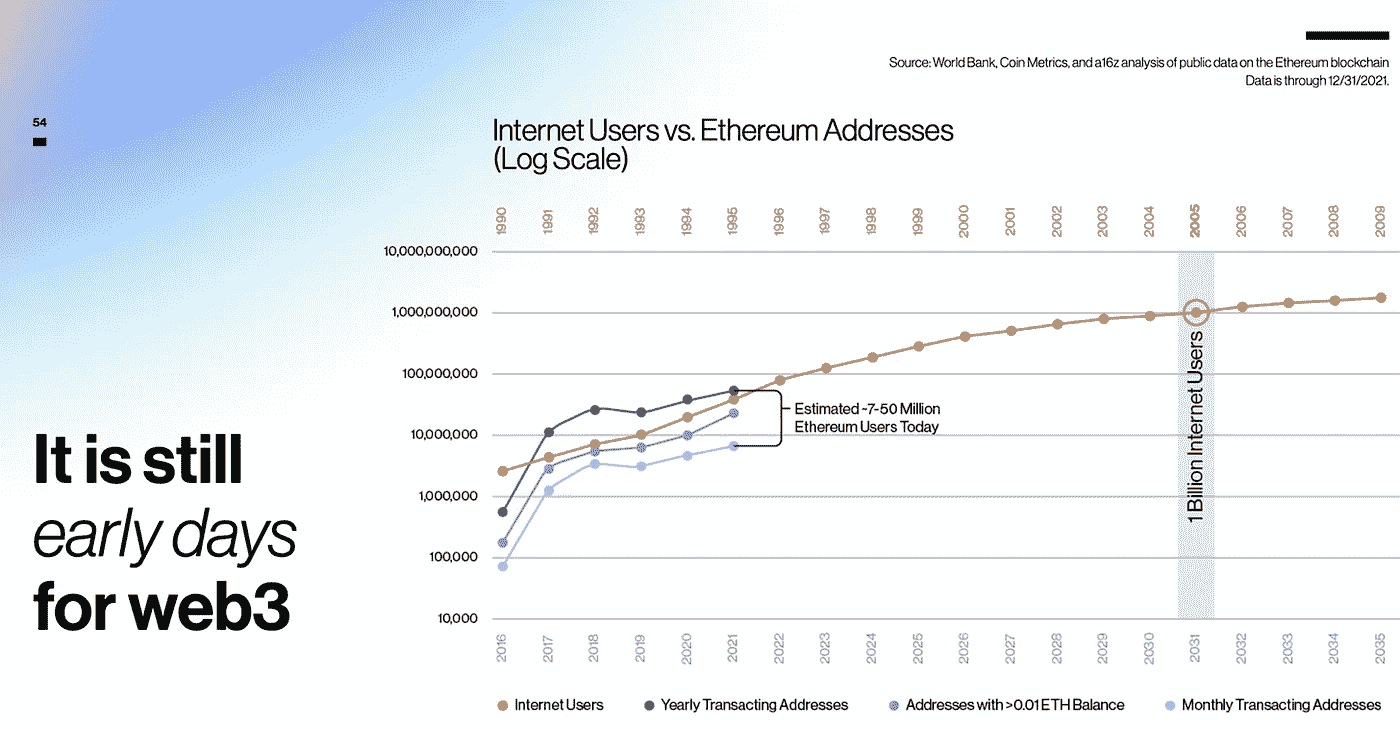 Source: World Bank, Coin Metrics, and a16z analysis of public data on the Ethereum blockchain
Data is through 12/31/2021.
54
Internet Users vs. Ethereum Addresses
(Log Scale)
1990 1991 1992 1993 1994 1995 1996 1997 1998 1999 2000 2001 2002 2003 2004 2005 2006 2007 2008 2009
10,000,000,000
1,000,000,000
100,000,000
10,000,000
1,000,000
100,000
10,000
Estimated ~7-50 Million
Ethereum Users Today
1 Billion Internet Users
It is still
early days
for web3
2016 2017 2018 2019 2020 2021 2022 2023 2024 2025 2026 2027 2028 2029 2030 2031 2032 2033 2034 2035
Internet Users Yearly Transacting Addresses Addresses with >0.01 ETH Balance Monthly Transacting Addresses